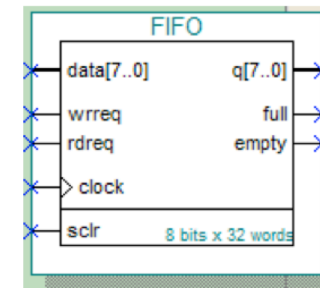 FIFO
data[7..0] q[7..0]
wrreq full
rdreq empty
clock
sclr 8 bits x 32 words